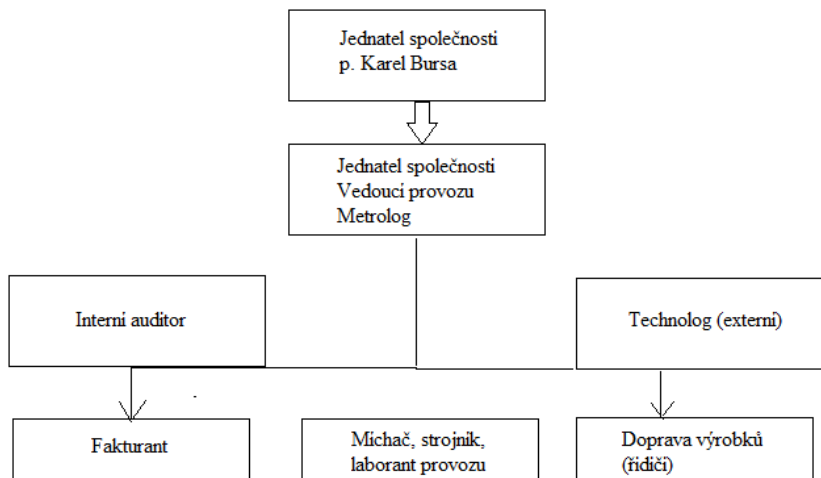 Jednatel společnosti
p. Karel Bursa
Jednatel společnosti
Vedoucí provozu
Metrolog
Interní auditor
Technolog (externí)
Fakturant
Míchač, strojník,
laborant provozu
Doprava výrobků
(řidiči)